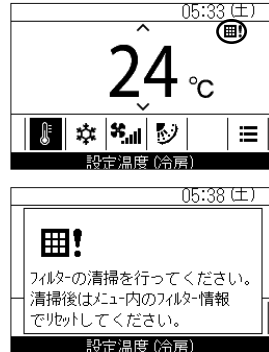 05:33 (土)
24 ℃
設定温度 (冷房)
05:38 (土)
フィルターの清掃を行ってください。
清掃後はメニュー内のフィルター情報
でリセットしてください。
設定温度 (冷房)